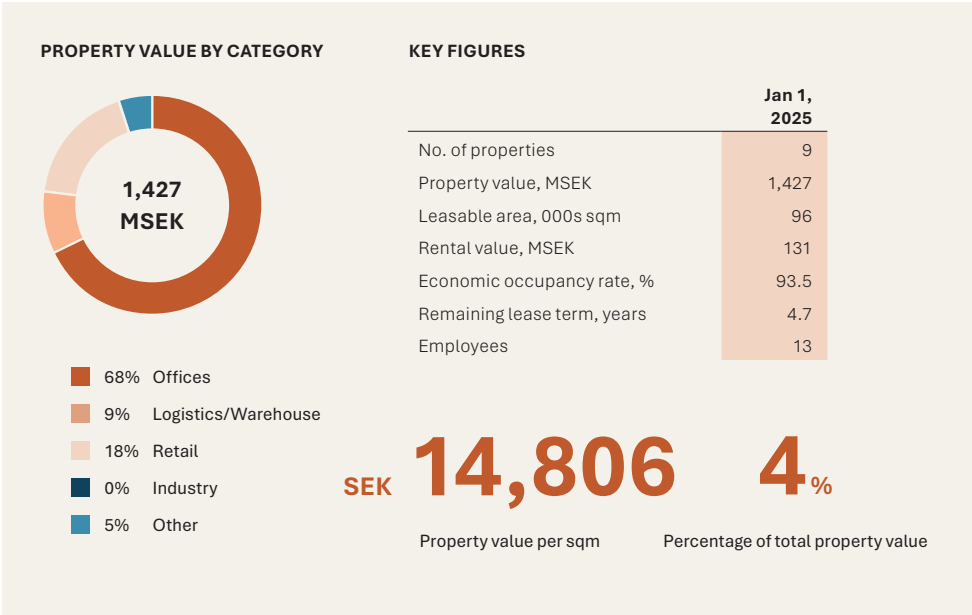 PROPERTY VALUE BY CATEGORY
1,427
MSEK
68% Offices
9% Logistics/Warehouse
18% Retail
0% Industry
5% Other
KEY FIGURES
Jan 1,
2025
No. of properties 9
Property value, MSEK 1,427
Leasable area, 000s sqm 96
Rental value, MSEK 131
Economic occupancy rate, % 93.5
Remaining lease term, years 4.7
Employees 13
SEK 14,806
Property value per sqm
4%
Percentage of total property value